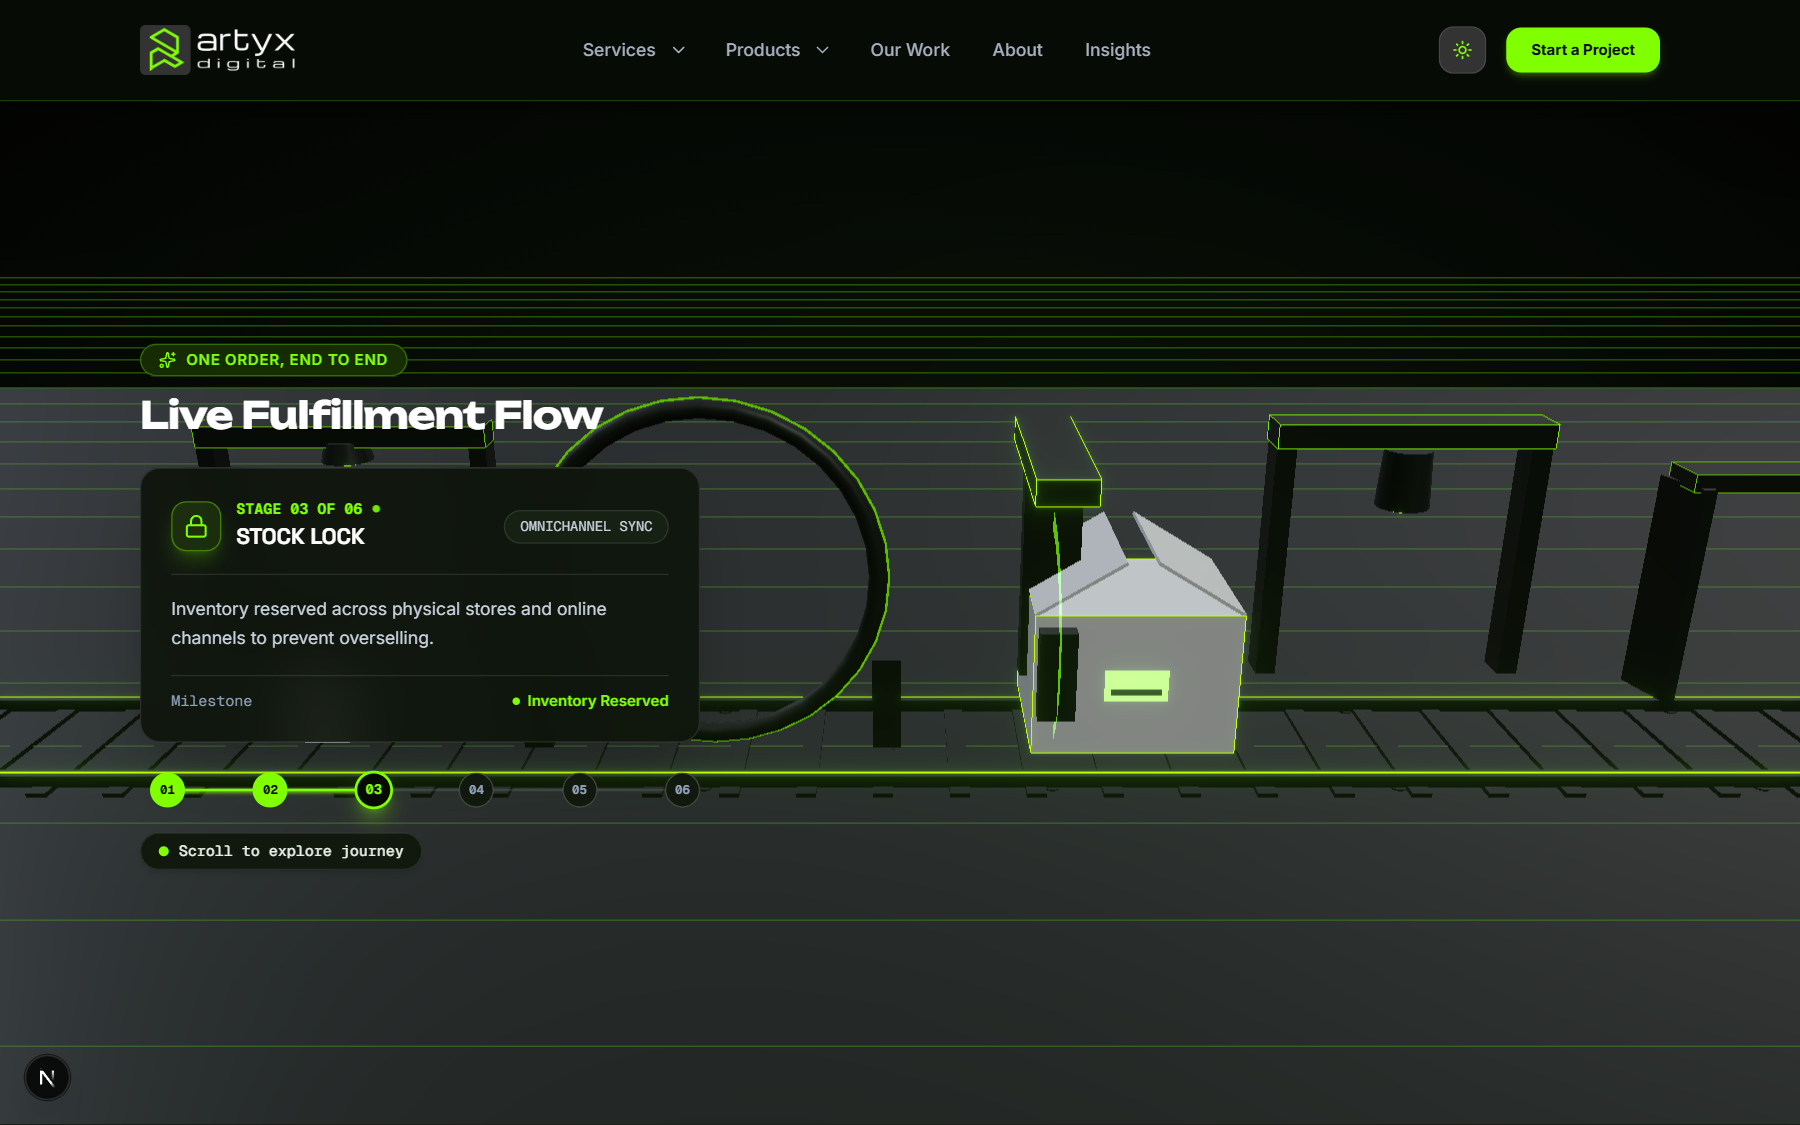 artyx
digital
Services
Products
Our Work
About
Insights
Start a Project
ONE ORDER, END TO END
Live Fulfillment Flow
STAGE 03 OF 06
STOCK LOCK
OMNICHANNEL SYNC
Inventory reserved across physical stores and online
channels to prevent overselling.
Milestone
Inventory Reserved
01
02
03
04
05
06
Scroll to explore journey
N